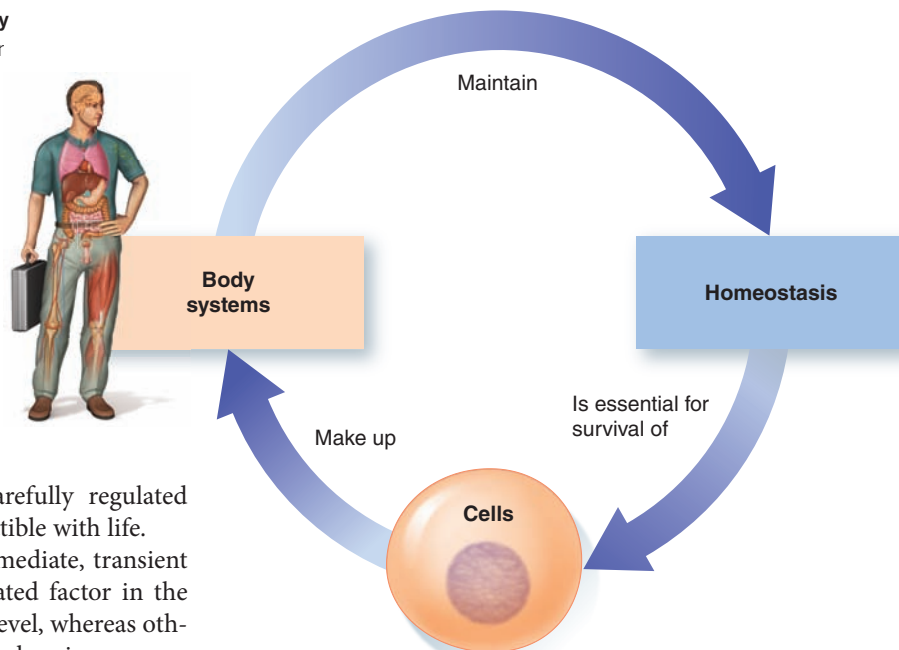 y
r
Maintain
Body
systems
Homeostasis
Is essential for
survival of
Make up
Cells
arefully regulated
tible with life.
mediate, transient
ated factor in the
evel, whereas oth-